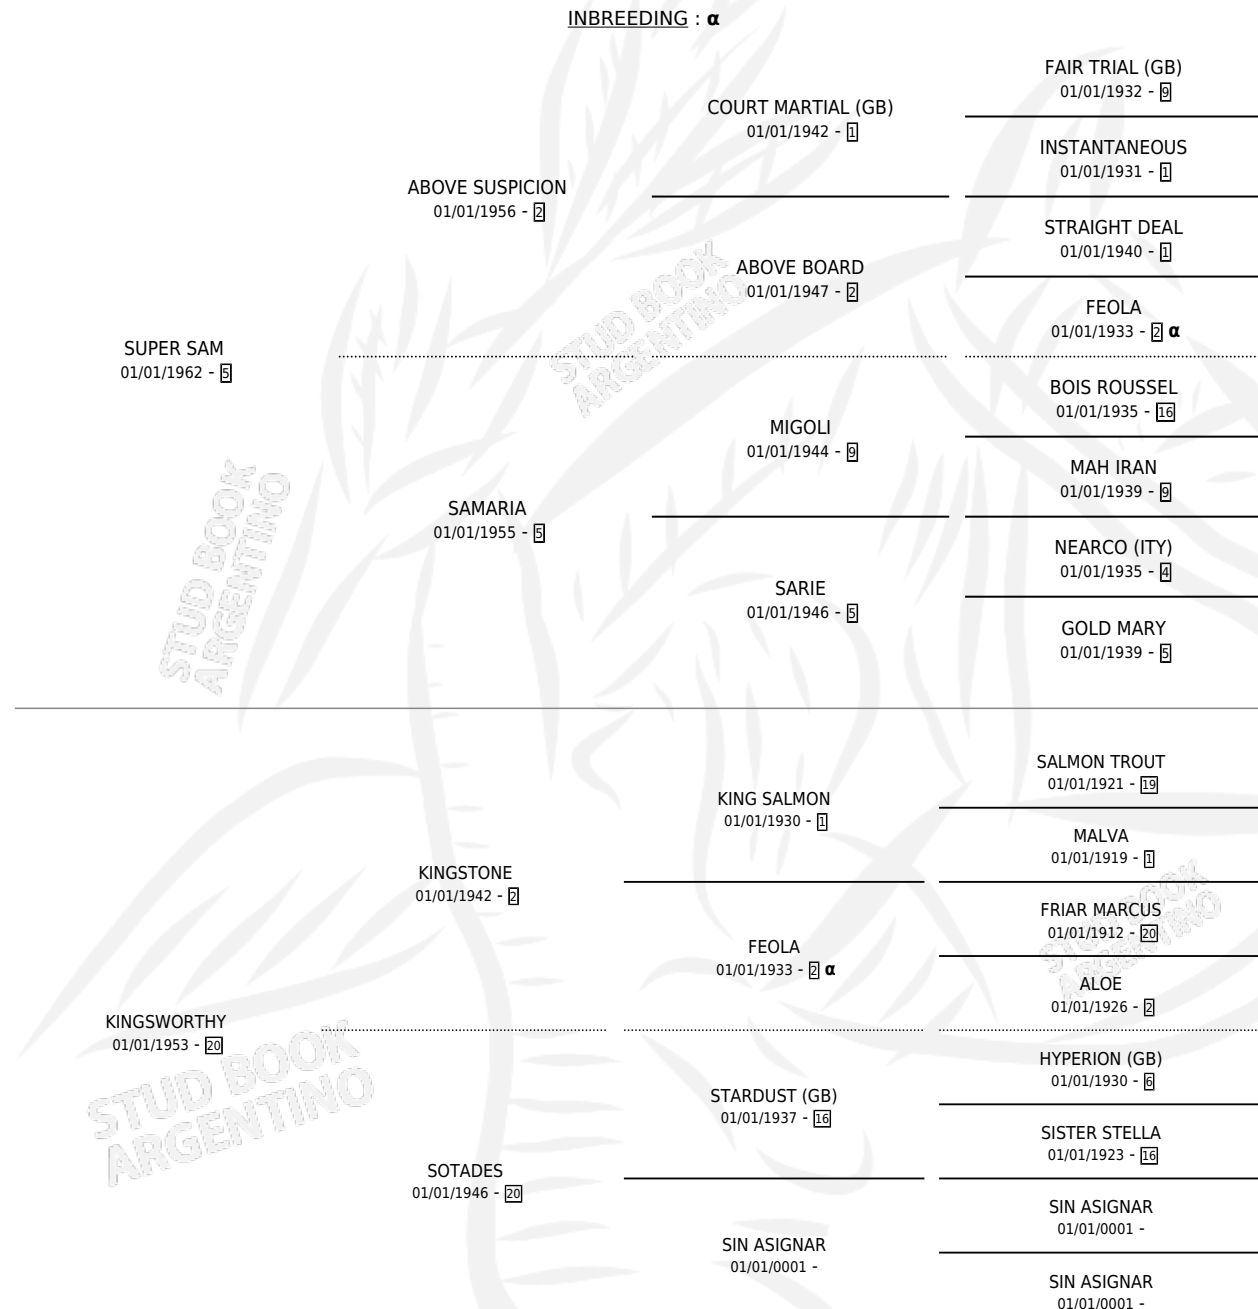 INBREEDING : α
FAIR TRIAL (GB)
01/01/1932 - 9
COURT MARTIAL (GB)
01/01/1942 - 1
INSTANTANEOUS
01/01/1931 - 1
ABOVE SUSPICION
01/01/1956 - 2
STRAIGHT DEAL
01/01/1940 - 1
ABOVE BOARD
01/01/1947 - 2
FEOLA
01/01/1933 - 2 α
SUPER SAM
01/01/1962 - 5
BOIS ROUSSEL
01/01/1935 - 16
MIGOLI
01/01/1944 - 9
MAH IRAN
01/01/1939 - 9
SAMARIA
01/01/1955 - 5
NEARCO (ITY)
01/01/1935 - 4
SARIE
01/01/1946 - 5
GOLD MARY
01/01/1939 - 5
SALMON TROUT
01/01/1921 - 19
KING SALMON
01/01/1930 - 1
MALVA
01/01/1919 - 1
KINGSTONE
01/01/1942 - 2
FRIAR MARCUS
01/01/1912 - 20
FEOLA
01/01/1933 - 2 α
ALOE
01/01/1926 - 2
KINGSWORTHY
01/01/1953 - 20
HYPERION (GB)
01/01/1930 - 6
STARDUST (GB)
01/01/1937 - 16
SISTER STELLA
01/01/1923 - 16
SOTADES
01/01/1946 - 20
SIN ASIGNAR
01/01/0001 -
SIN ASIGNAR
01/01/0001 -
SIN ASIGNAR
01/01/0001 -
STUD BOOK
ARGENTINO
STUD BOOK
ARGENTINO
STUD BOOK
ARGENTINO
STUD BOOK
ARGENTINO